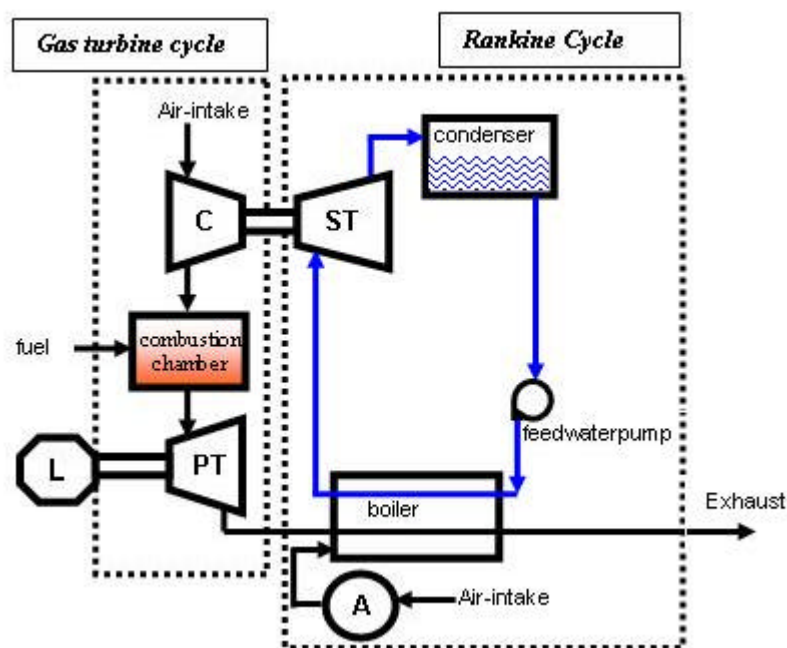 Gas turbine cycle
Rankine Cycle
Air-intake
condenser
C
ST
fuel
combustion
chamber
feedwaterpump
L
PT
boiler
Exhaust
A
Air-intake